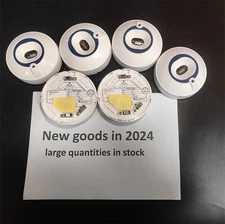 New goods in 2024
large quantities in stock